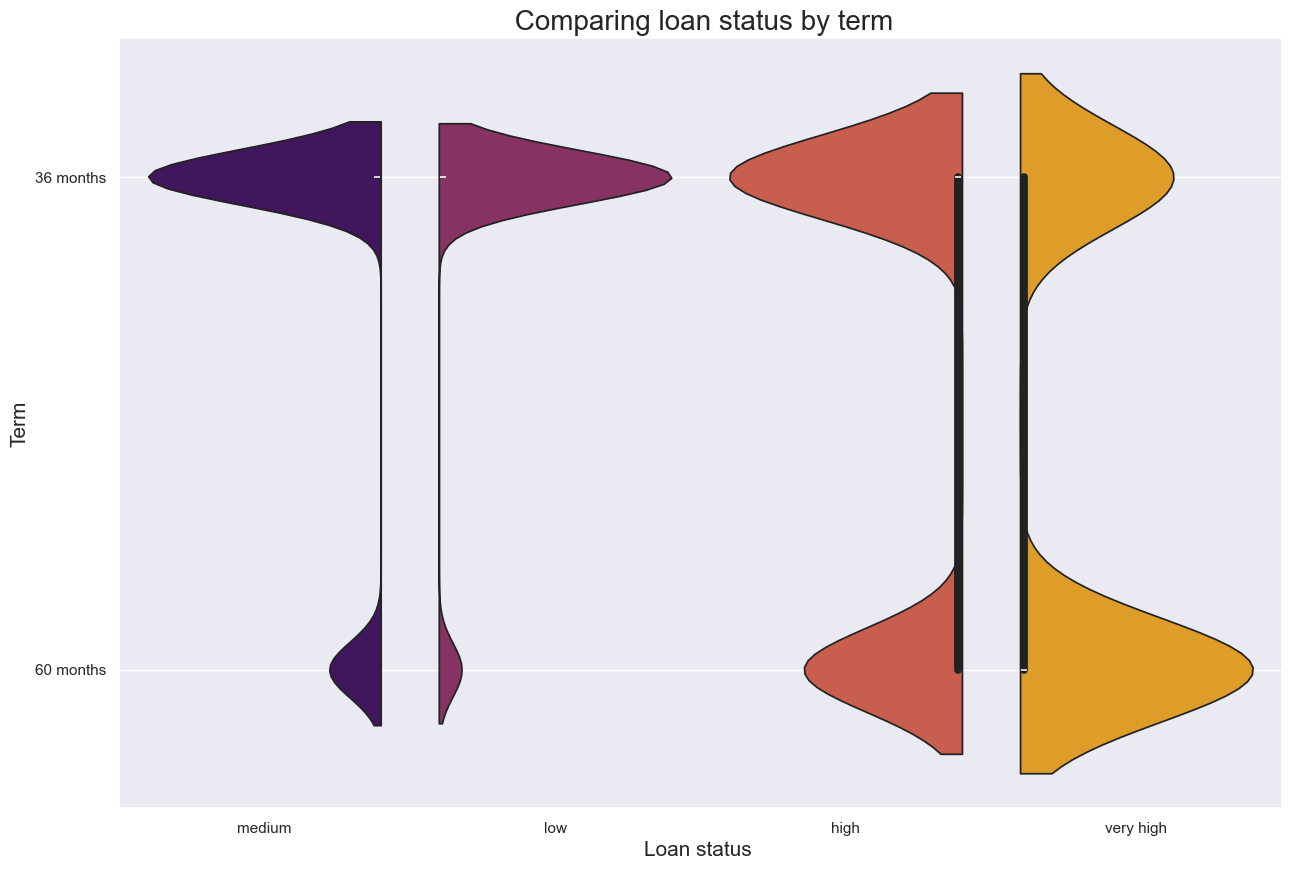 Comparing loan status by term
Term
36 months
60 months
medium
low
high
very high
Loan status